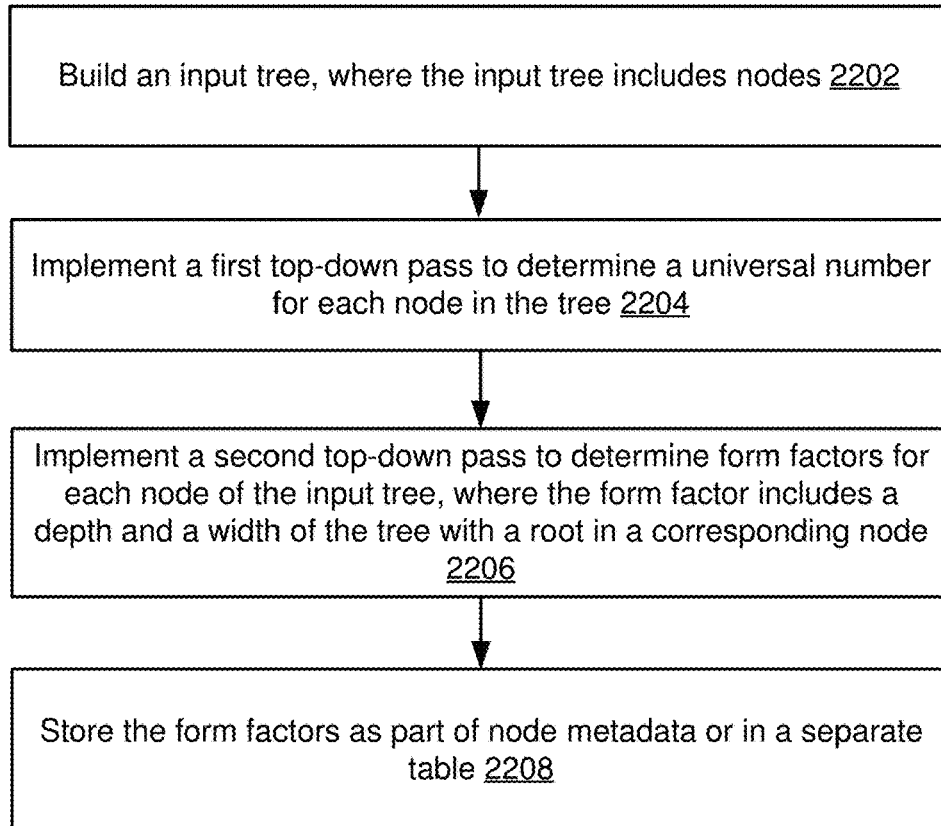 Build an input tree, where the input tree includes nodes 2202
Implement a first top-down pass to determine a universal number
for each node in the tree 2204
Implement a second top-down pass to determine form factors for
each node of the input tree, where the form factor includes a
depth and a width of the tree with a root in a corresponding node
2206
Store the form factors as part of node metadata or in a separate
table 2208